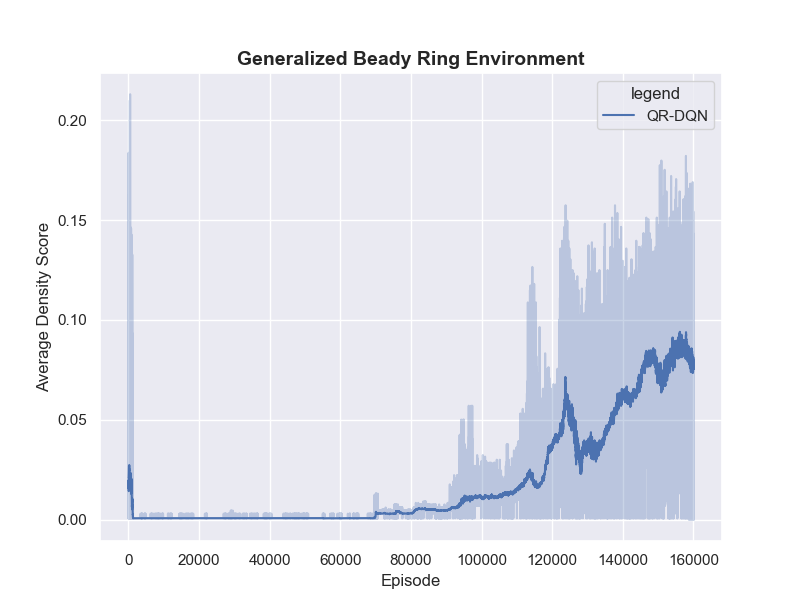 Generalized Beady Ring Environment
legend
QR-DQN
Average Density Score
0.20
0.15
0.10
0.05
0.00
0 20000 40000 60000 80000 100000 120000 140000 160000
Episode